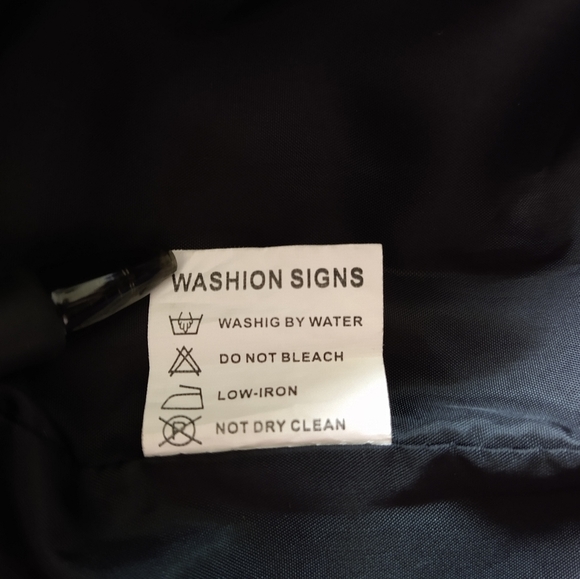 WASHION SIGNS
WASHIG BY WATER
DO NOT BLEACH
LOW-IRON
P
NOT DRY CLEAN